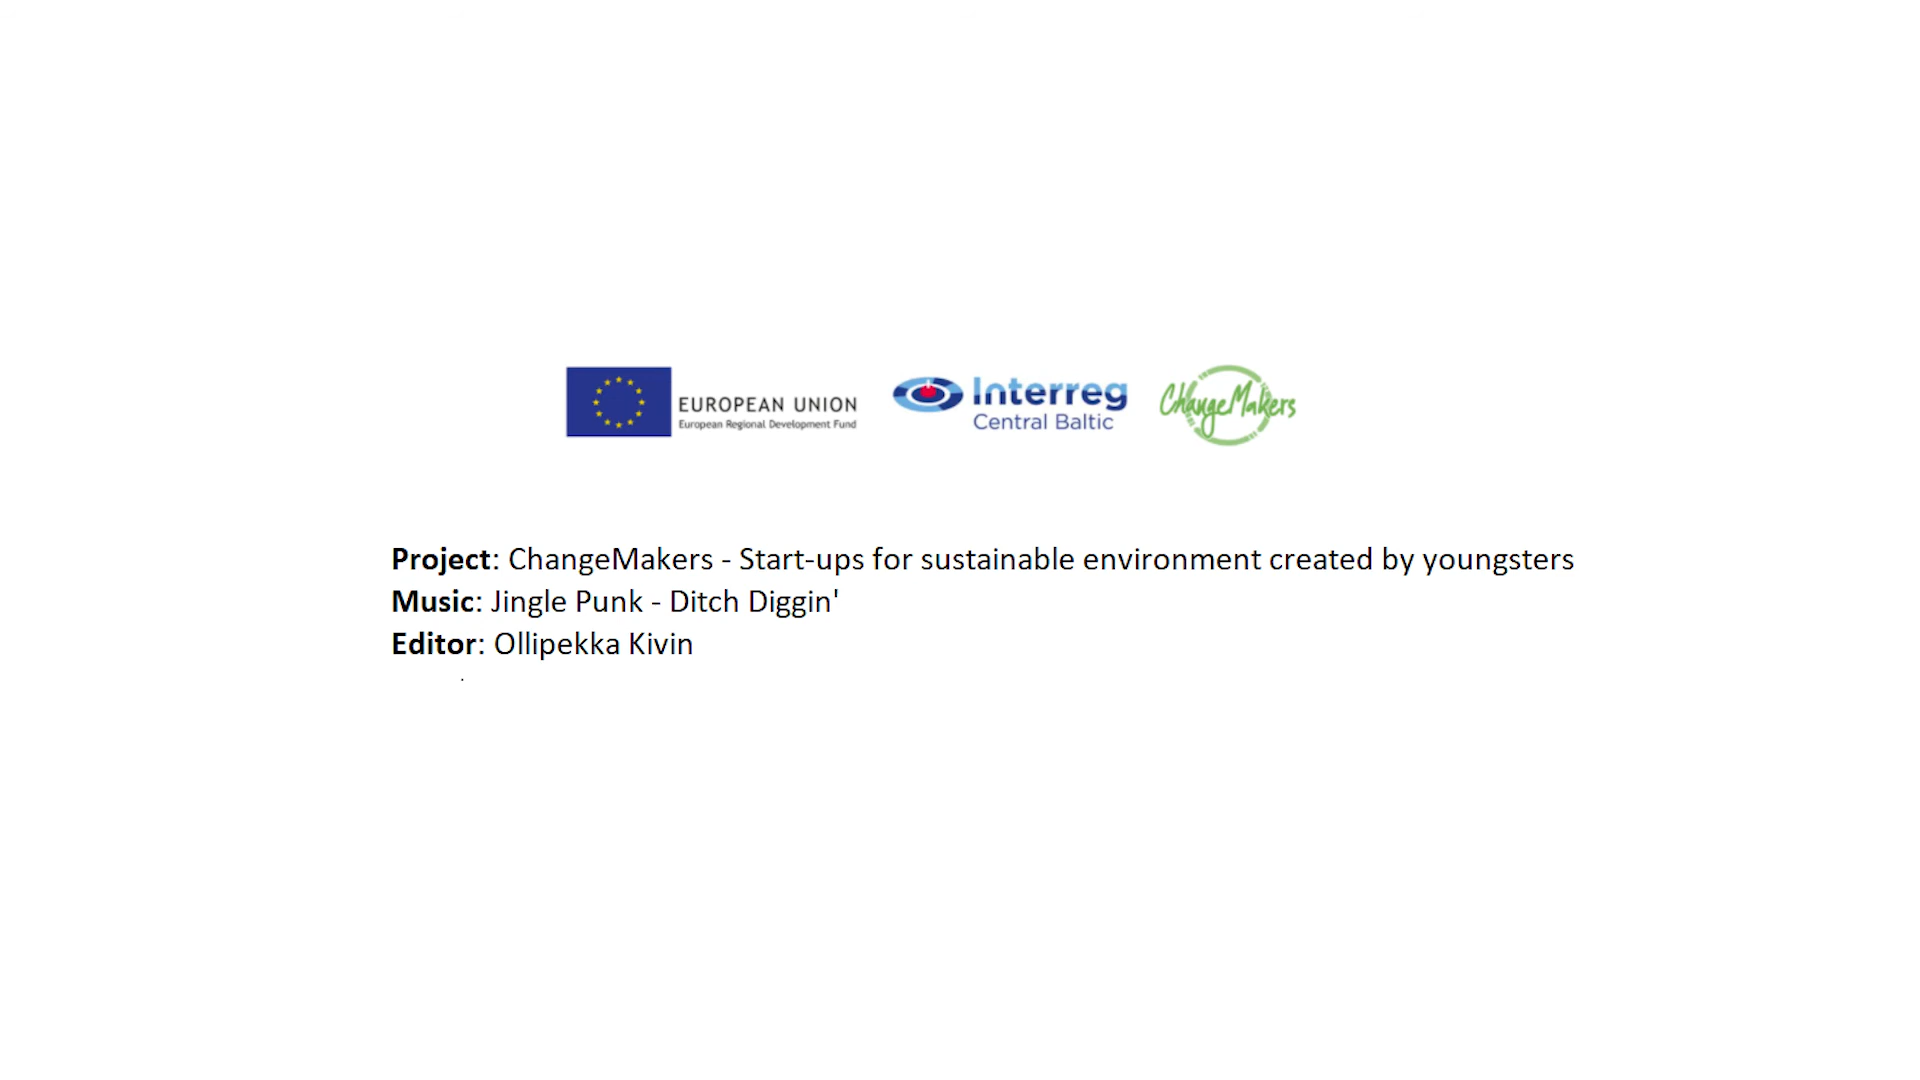 EUROPEAN UNION
European Regional Development Fund
Interreg
Central Baltic
ChangeMakers
Project: ChangeMakers - Start-ups for sustainable environment created by youngsters
Music: Jingle Punk - Ditch Diggin'
Editor: Ollipekka Kivin